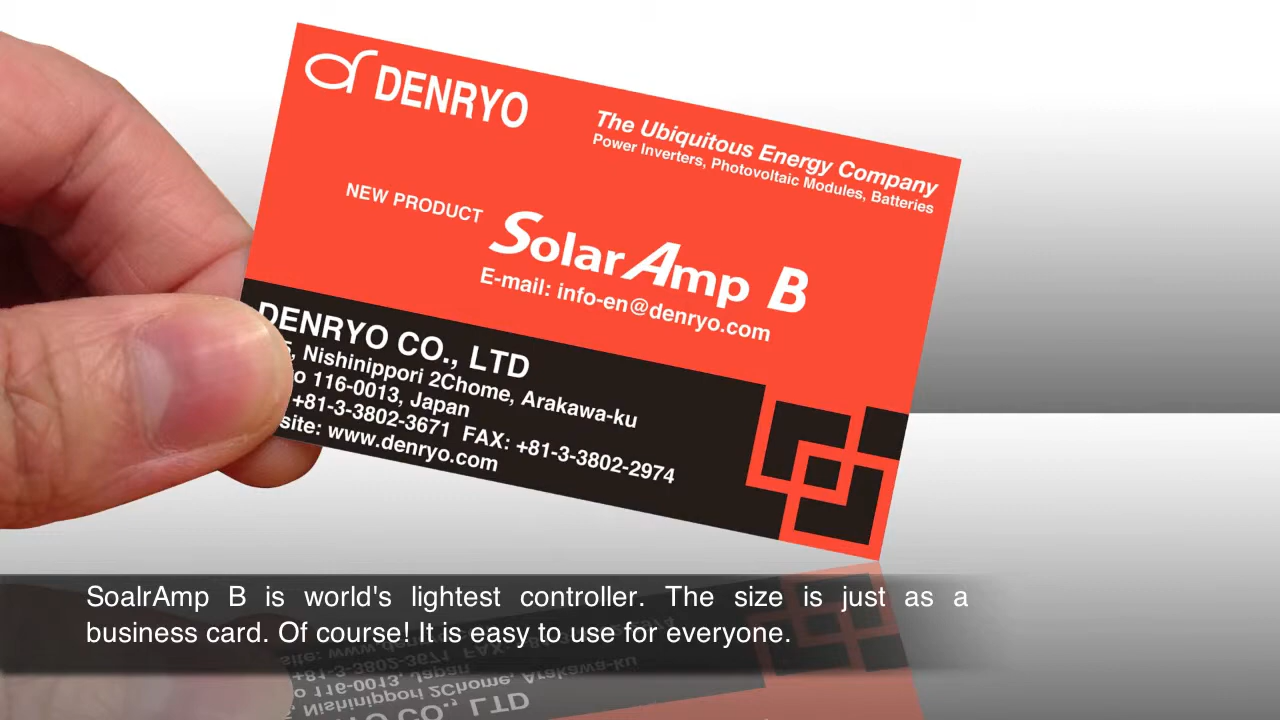 DENRYO
The Ubiquitous Energy Company
Power Inverters, Photovoltaic Modules, Batteries
NEW PRODUCT SolarAmp B
E-mail: info-en@denryo.com
DENRYO CO., LTD
Nishinippori 2Chome, Arakawa-ku
116-0013, Japan
+81-3-3802-3671 FAX: +81-3-3802-2974
www.denryo.com
SoalrAmp B is world's lightest controller. The size is just as a
business card. Of course! It is easy to use for everyone.